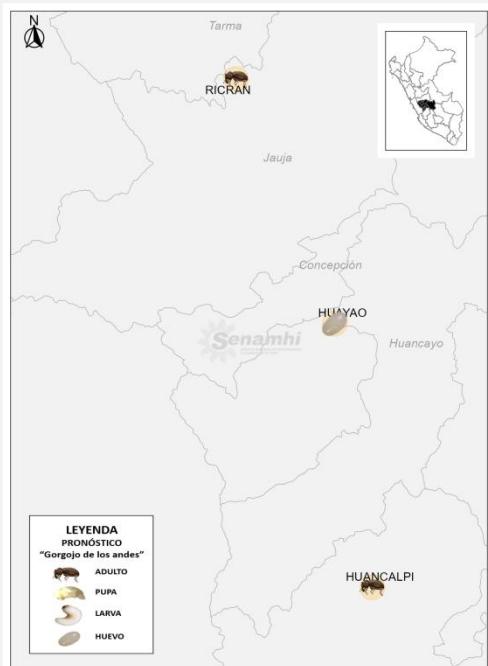 N
Tarma
RICRAN
Jauja
Concepción
HUAYAO
Senamhi
Huancayo
HUANCALPI
LEYENDA
PRONÓSTICO
"Gorgojo de los andes"
ADULTO
PUPA
LARVA
HUEVO